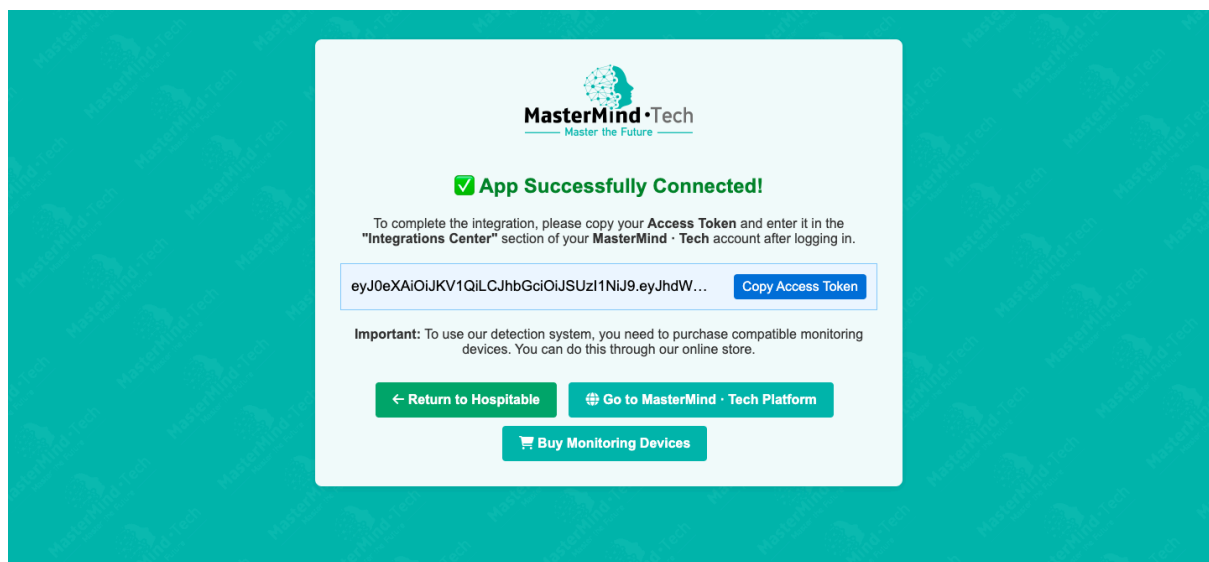 MasterMind·Tech
Master the Future
✅ App Successfully Connected!
To complete the integration, please copy your Access Token and enter it in the
"Integrations Center" section of your MasterMind · Tech account after logging in.
eyJ0eXAiOiJKV1QiLCJhbGciOiJSUzI1NiJ9.eyJhdW...
Copy Access Token
Important: To use our detection system, you need to purchase compatible monitoring
devices. You can do this through our online store.
← Return to Hospitable
Go to MasterMind · Tech Platform
Buy Monitoring Devices